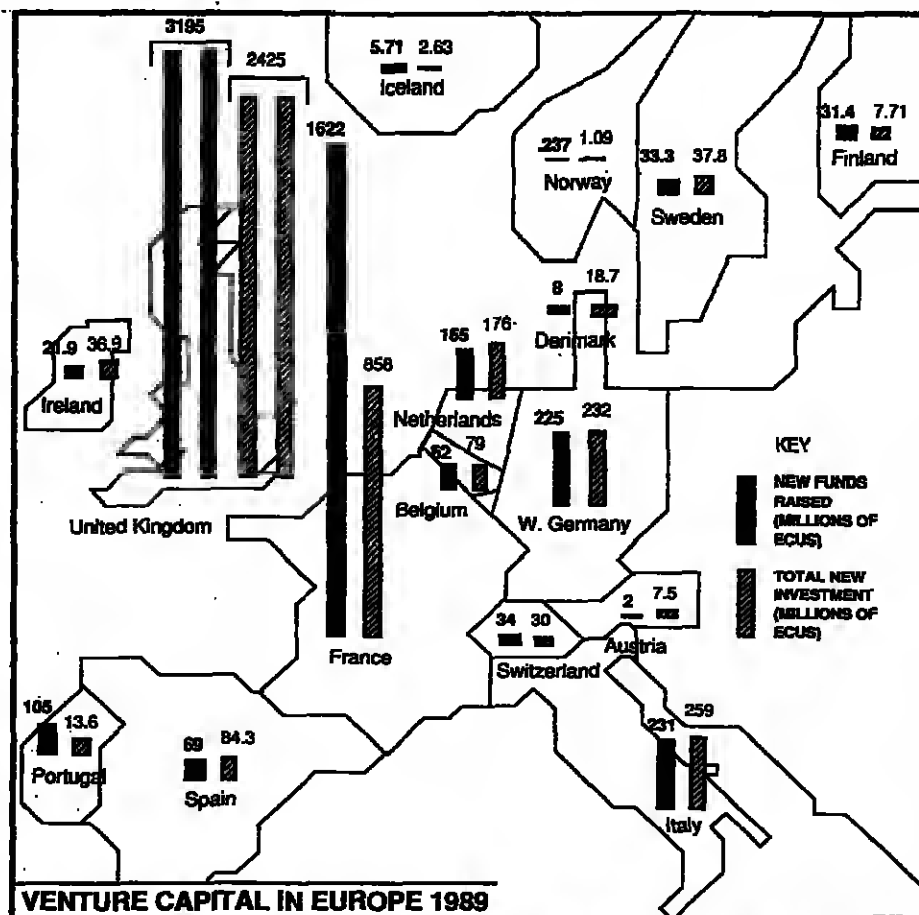 3195
2425
5.71 2.63
Iceland
1622
.237 1.09
Norway
33.3 37.8
Sweden
31.4 7.71
Finland
8 18.7
Denmark
21.9 36.9
Ireland
858
176
Netherlands
79
Belgium
225 232
W. Germany
United Kingdom
KEY
NEW FUNDS
RAISED
(MILLIONS OF
ECUS)
TOTAL NEW
INVESTMENT
(MILLIONS OF
ECUS)
34 30
Switzerland
2 7.5
Austria
France
105 13.6
Portugal
69 84.3
Spain
231 259
Italy
VENTURE CAPITAL IN EUROPE 1989